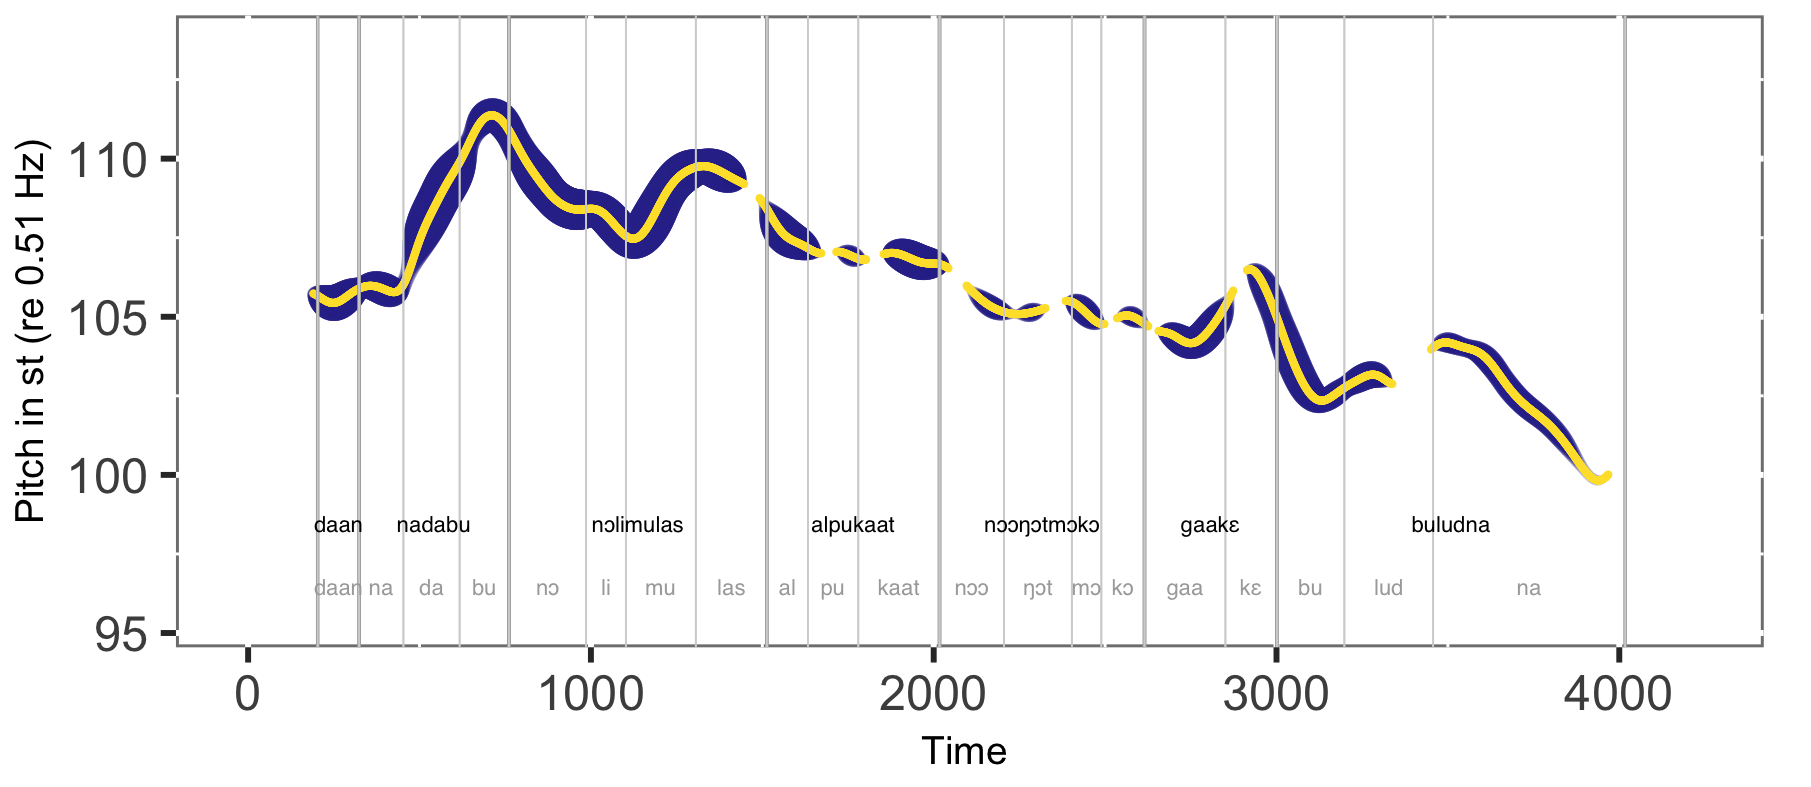 Pitch in st (re 0.51 Hz)
110
105
100
95
daan nadabu nɔlimulas alpukaat nɔɔŋɔtmɔkɔ gaakɛ buludna
daan na da bu nɔ li mu las al pu kaat nɔɔ ŋɔt mɔ kɔ gaa kɛ bu lud na
0 1000 2000 3000 4000
Time